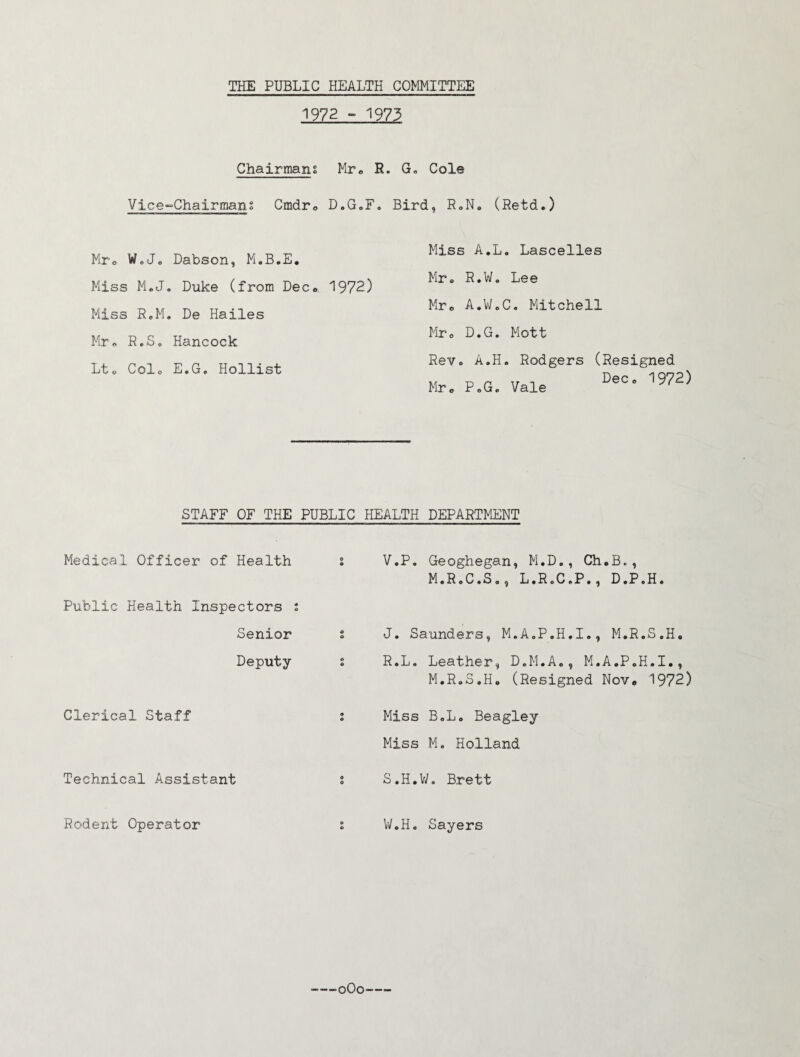 THE PUBLIC HEALTH COMMITTEE
1972 - 1973
Chairman: Mr. R. G. Cole
Vice-Chairman: Cmdr. D.G.F. Bird, R.N. (Retd.)
Mr. W.J. Dabson, M.B.E.
Miss M.J. Duke (from Dec. 1972)
Miss R.M. De Hailes
Mr. R.S. Hancock
Lt. Col. E.G. Hollist
Miss A.L. Lascelles
Mr. R.W. Lee
Mr. A.W.C. Mitchell
Mr. D.G. Mott
Rev. A.H. Rodgers (Resigned
Dec. 1972)
Mr. P.G. Vale
STAFF OF THE PUBLIC HEALTH DEPARTMENT
Medical Officer of Health : V.P. Geoghegan, M.D., Ch.B.,
M.R.C.S., L.R.C.P., D.P.H.
Public Health Inspectors :
Senior : J. Saunders, M.A.P.H.I., M.R.S.H.
Deputy : R.L. Leather, D.M.A., M.A.P.H.I.,
M.R.S.H. (Resigned Nov. 1972)
Clerical Staff : Miss B.L. Beagley
Miss M. Holland
Technical Assistant : S.H.W. Brett
Rodent Operator : W.H. Sayers
---oOo---